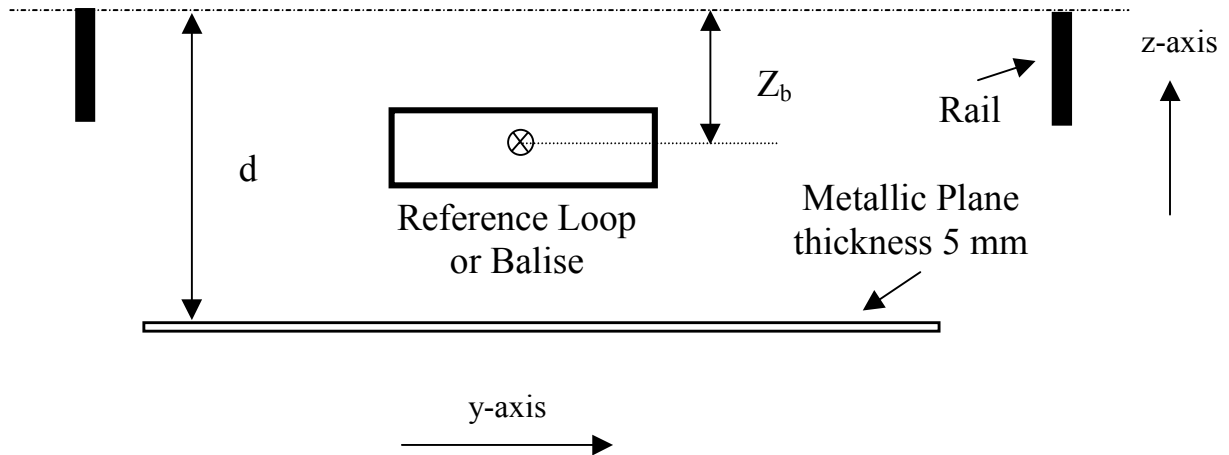 z-axis
Z_b
Rail
d
Metallic Plane
thickness 5 mm
Reference Loop
or Balise
y-axis